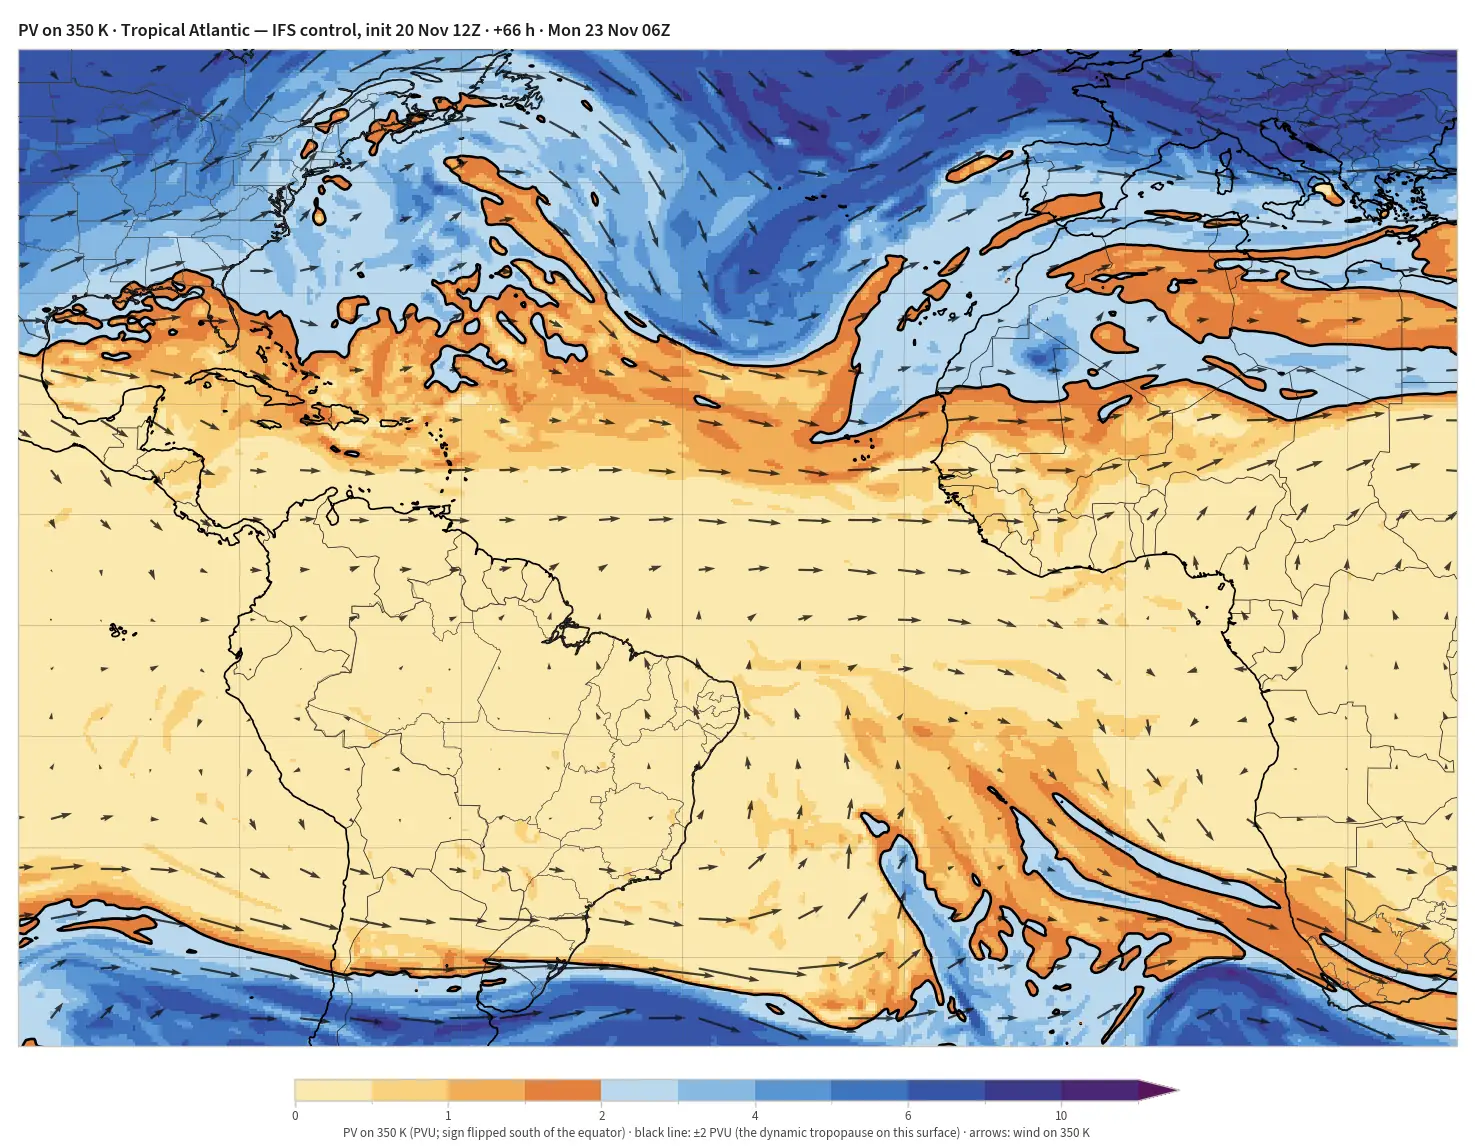 PV on 350 K · Tropical Atlantic — IFS control, init 20 Nov 12Z · +66 h · Mon 23 Nov 06Z
0 1 2 4 6 10
PV on 350 K (PVU; sign flipped south of the equator) · black line: ±2 PVU (the dynamic tropopause on this surface) · arrows: wind on 350 K